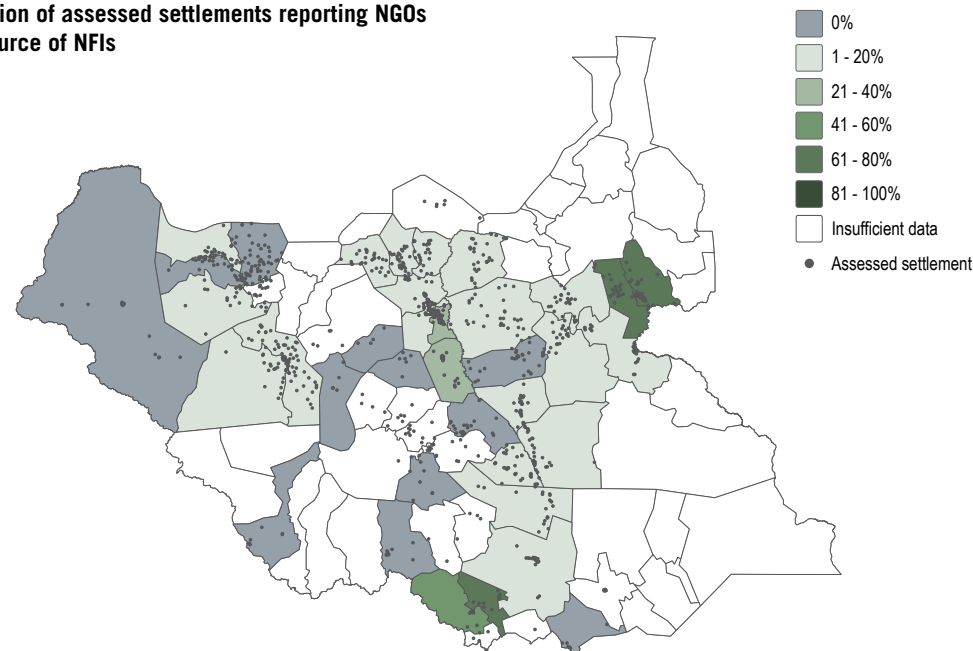 ion of assessed settlements reporting NGOs
urce of NFIs
0%
1 - 20%
21 - 40%
41 - 60%
61 - 80%
81 - 100%
Insufficient data
Assessed settlement